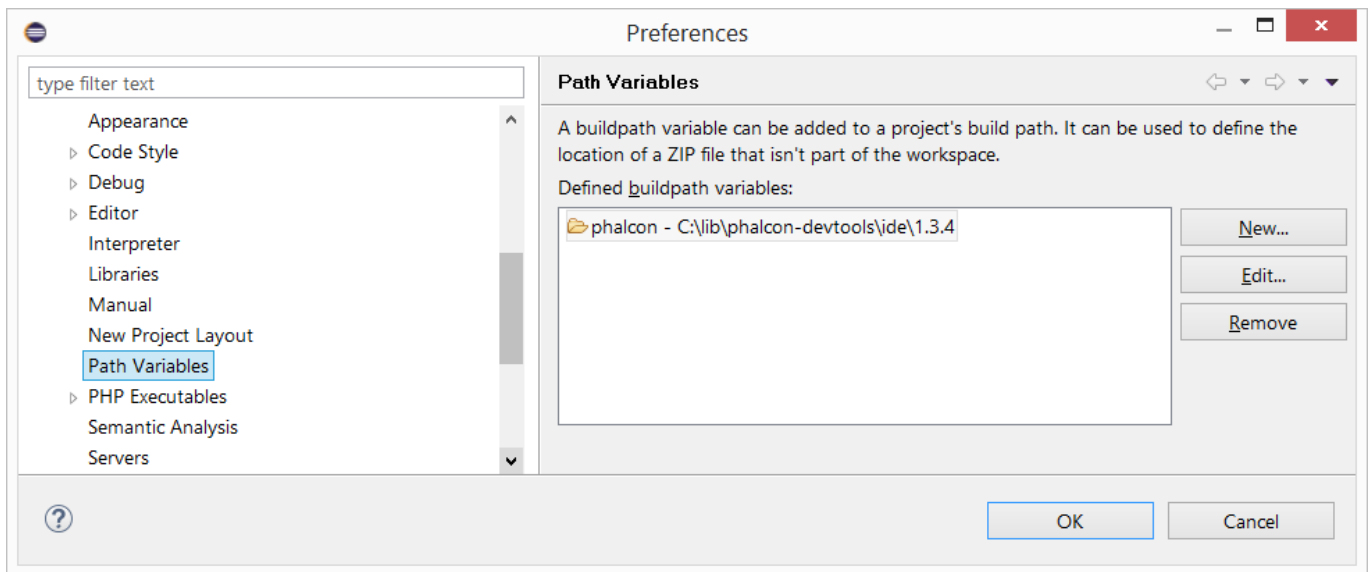 Preferences
type filter text
Appearance
Code Style
Debug
Editor
Interpreter
Libraries
Manual
New Project Layout
Path Variables
PHP Executables
Semantic Analysis
Servers
Path Variables
A buildpath variable can be added to a project's build path. It can be used to define the
location of a ZIP file that isn't part of the workspace.
Defined buildpath variables:
phalcon - C:\lib\phalcon-devtools\ide\1.3.4
New...
Edit...
Remove
OK
Cancel